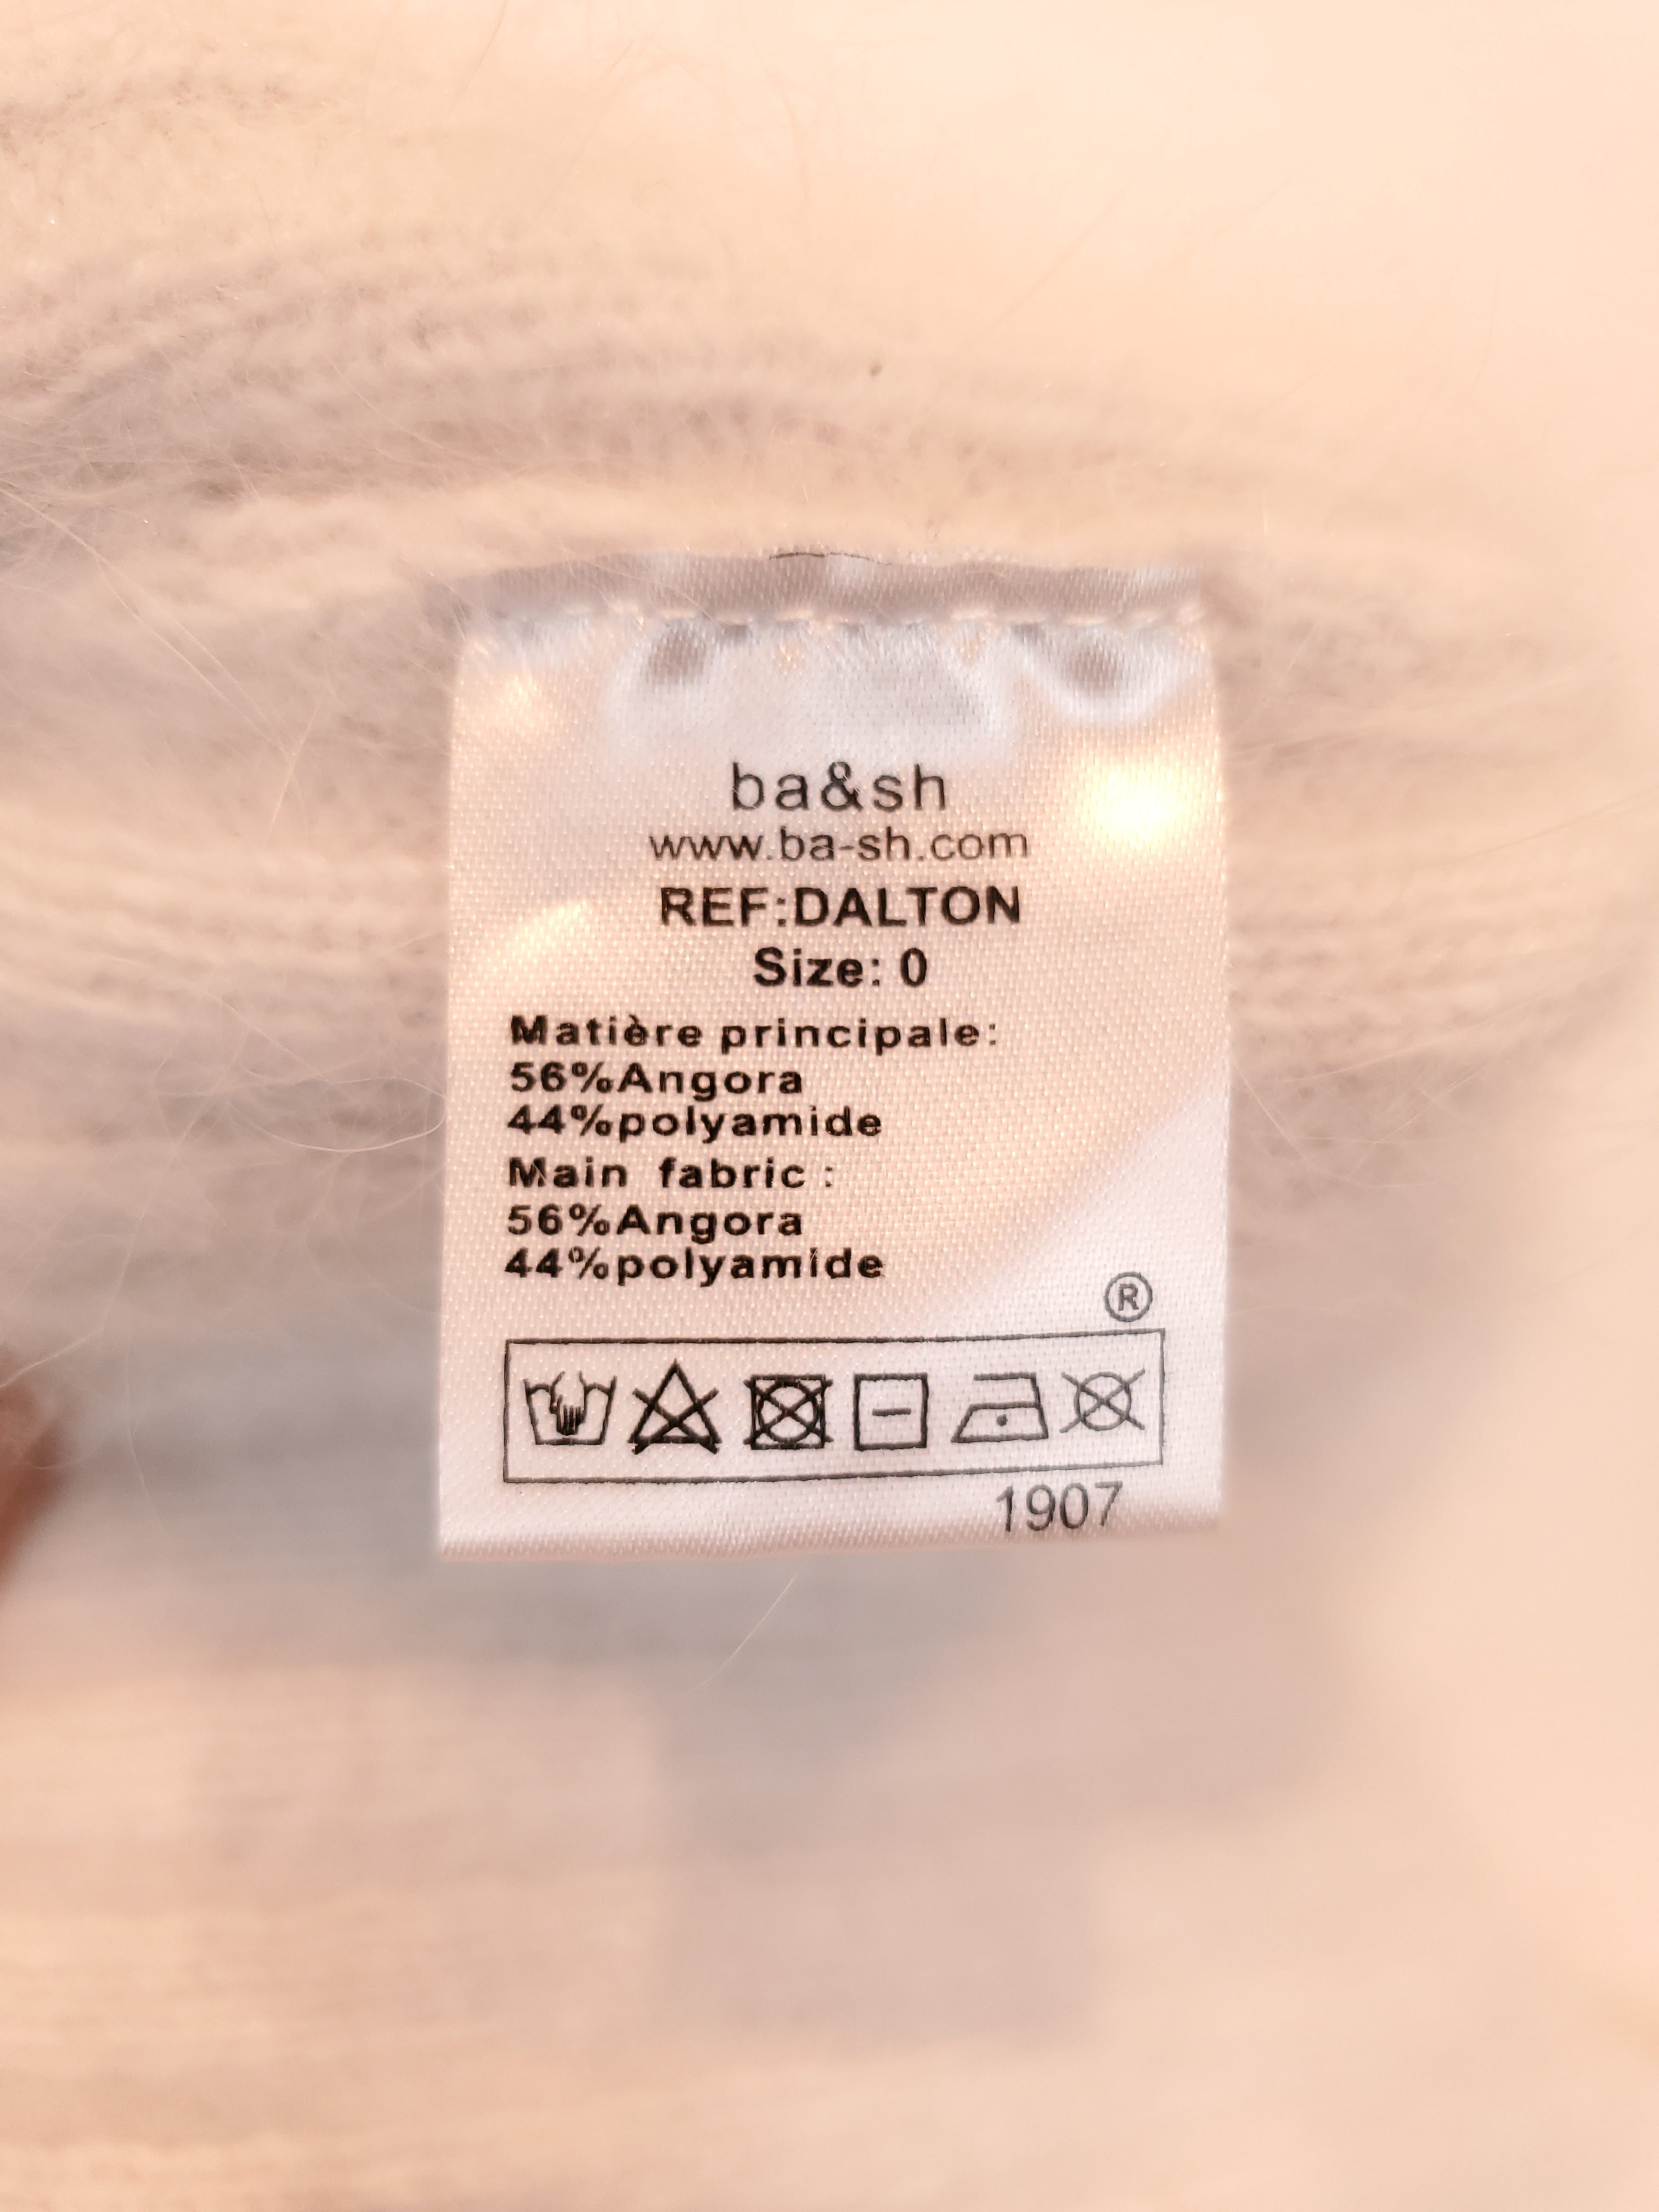 ba&sh
www.ba-sh.com
REF:DALTON
Size: 0
Matière principale:
56%Angora
44%polyamide
Main fabric :
56%Angora
44%polyamide
®
1907